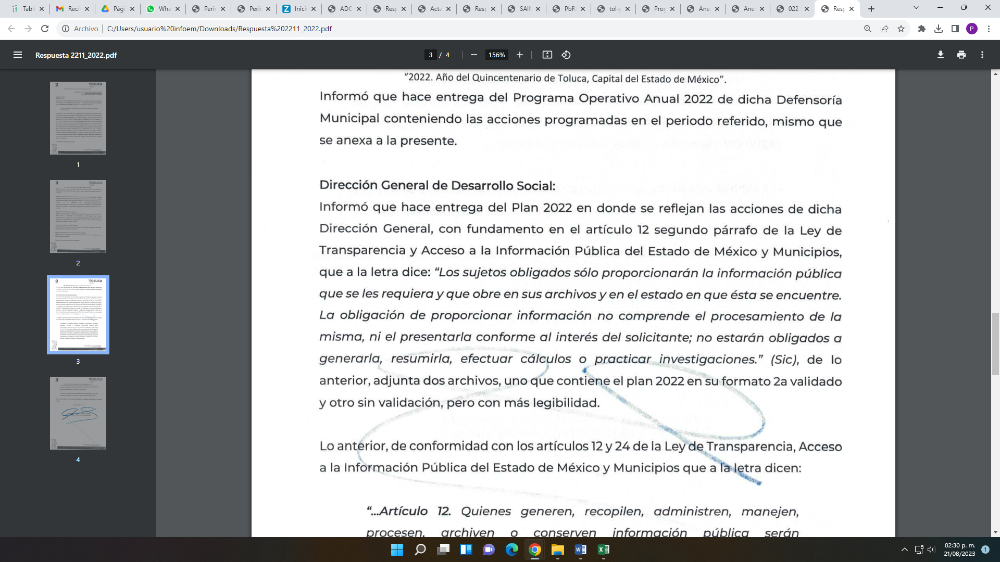 Table
Recib
Pági
Wha
Perio
Perio
Inici
ADC
Resp
Acta
Resp
SAIM
PbR
tol-p
Prog
Ane
Ane
022
Resp
Archivo
C:/Users/usuario%20infoem/Downloads/Respuesta%202211_2022.pdf
P
Respuesta 2211_2022.pdf
3 / 4
156%
“2022. Año del Quincentenario de Toluca, Capital del Estado de México”.
Informó que hace entrega del Programa Operativo Anual 2022 de dicha Defensoría
Municipal conteniendo las acciones programadas en el periodo referido, mismo que
se anexa a la presente.
Dirección General de Desarrollo Social:
Informó que hace entrega del Plan 2022 en donde se reflejan las acciones de dicha
Dirección General, con fundamento en el artículo 12 segundo párrafo de la Ley de
Transparencia y Acceso a la Información Pública del Estado de México y Municipios,
que a la letra dice: “Los sujetos obligados sólo proporcionarán la información pública
que se les requiera y que obre en sus archivos y en el estado en que ésta se encuentre.
La obligación de proporcionar información no comprende el procesamiento de la
misma, ni el presentarla conforme al interés del solicitante; no estarán obligados a
generarla, resumirla, efectuar cálculos o practicar investigaciones.” (Sic), de lo
anterior, adjunta dos archivos, uno que contiene el plan 2022 en su formato 2a validado
y otro sin validación, pero con más legibilidad.
Lo anterior, de conformidad con los artículos 12 y 24 de la Ley de Transparencia, Acceso
a la Información Pública del Estado de México y Municipios que a la letra dicen:
“...Artículo 12. Quienes generen, recopilen, administren, manejen,
procesen, archiven o conserven información pública serán
TOLUCA
1
TOLUCA
2
TOLUCA
3
TOLUCA
4
02:30 p. m.
21/08/2023
1